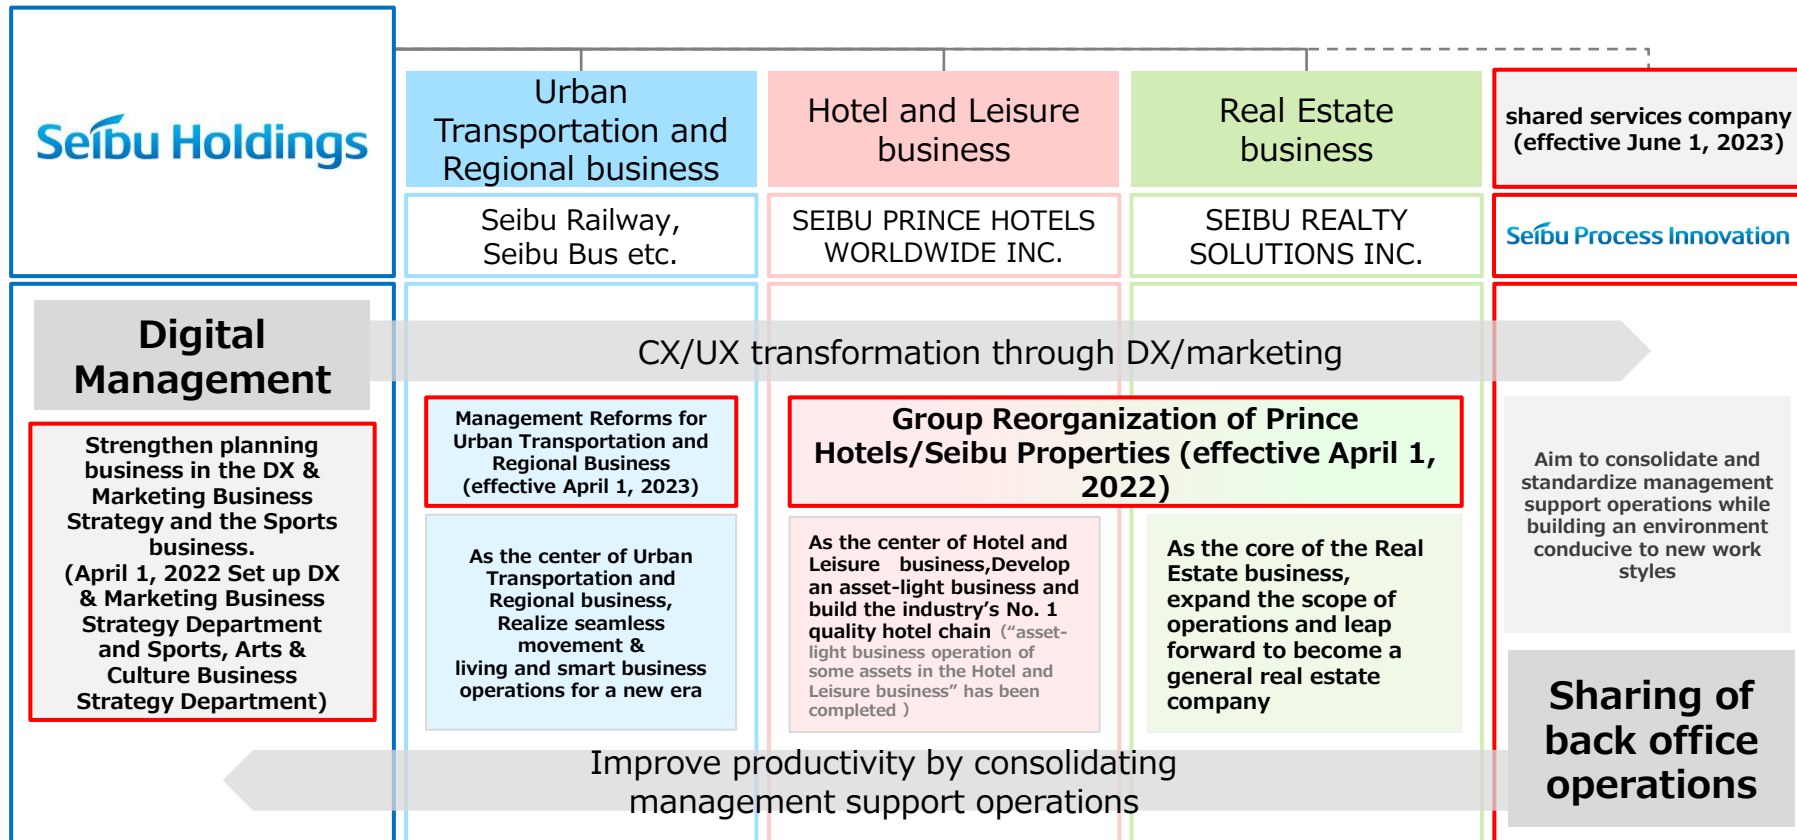 Seibu Holdings
Urban
Transportation and
Regional business
Hotel and Leisure
business
Real Estate
business
shared services company
(effective June 1, 2023)
Seibu Railway,
Seibu Bus etc.
SEIBU PRINCE HOTELS
WORLDWIDE INC.
SEIBU REALTY
SOLUTIONS INC.
Seibu Process Innovation
Digital
Management
CX/UX transformation through DX/marketing
Strengthen planning
business in the DX &
Marketing Business
Strategy and the Sports
business.
(April 1, 2022 Set up DX
& Marketing Business
Strategy Department
and Sports, Arts &
Culture Business
Strategy Department)
Management Reforms for
Urban Transportation and
Regional Business
(effective April 1, 2023)
Group Reorganization of Prince
Hotels/Seibu Properties (effective April 1,
2022)
As the center of Urban
Transportation and
Regional business,
Realize seamless
movement &
living and smart business
operations for a new era
As the center of Hotel and
Leisure business,Develop
an asset-light business and
build the industry's No. 1
quality hotel chain ("asset-
light business operation of
some assets in the Hotel and
Leisure business" has been
completed )
As the core of the Real
Estate business,
expand the scope of
operations and leap
forward to become a
general real estate
company
Aim to consolidate and
standardize management
support operations while
building an environment
conducive to new work
styles
Sharing of
back office
operations
Improve productivity by consolidating
management support operations